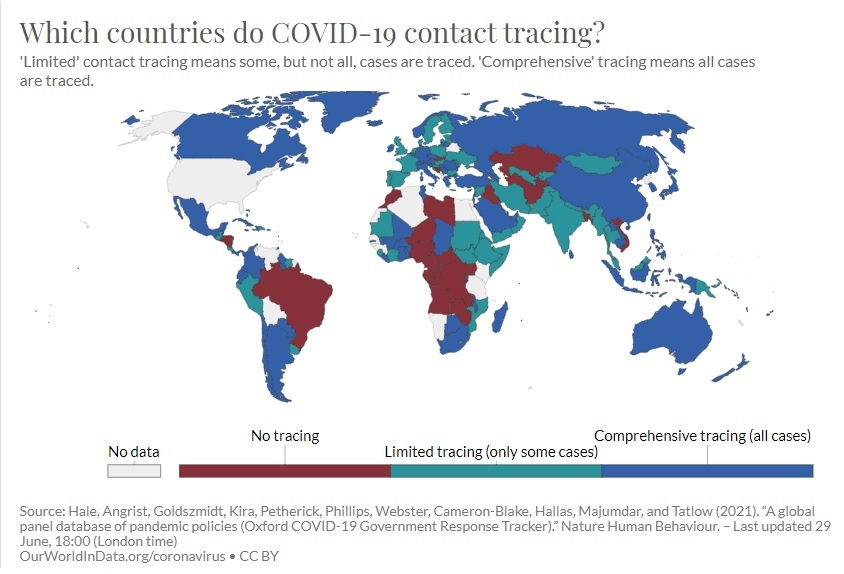 Which countries do COVID-19 contact tracing?
'Limited' contact tracing means some, but not all, cases are traced. 'Comprehensive' tracing means all cases
are traced.
No data
No tracing
Limited tracing (only some cases)
Comprehensive tracing (all cases)
Source: Hale, Angrist, Goldszmidt, Kira, Petherick, Phillips, Webster, Cameron-Blake, Hallas, Majumdar, and Tatlow (2021). “A global
panel database of pandemic policies (Oxford COVID-19 Government Response Tracker).” Nature Human Behaviour. – Last updated 29
June, 18:00 (London time)
OurWorldInData.org/coronavirus • CC BY